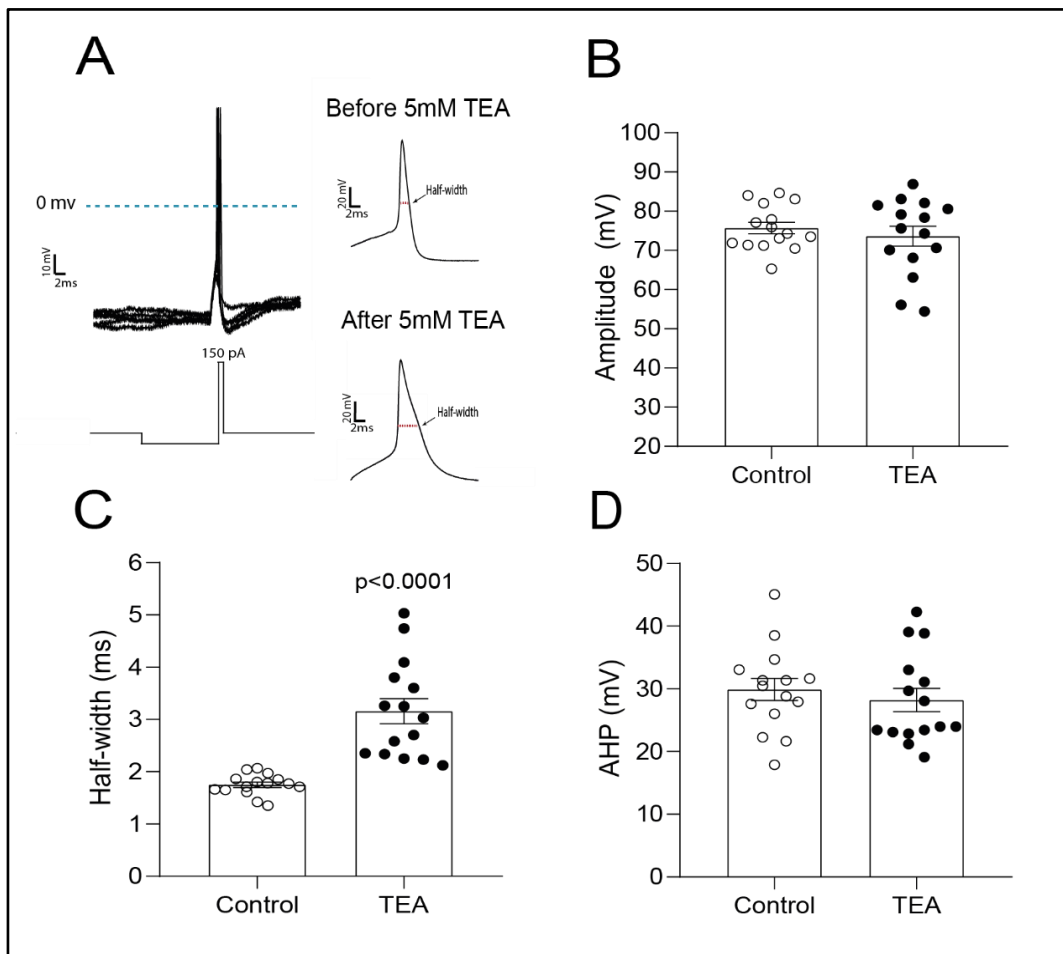 A
0 mv
10 mV
2ms
150 pA
Before 5mM TEA
20 mV
2ms
Half-width
After 5mM TEA
20 mV
2ms
Half-width
B
Amplitude (mV)
100
90
80
70
60
50
40
30
20
Control
TEA
C
Half-width (ms)
6
5
4
3
2
1
0
p<0.0001
Control
TEA
D
AHP (mV)
50
40
30
20
10
0
Control
TEA